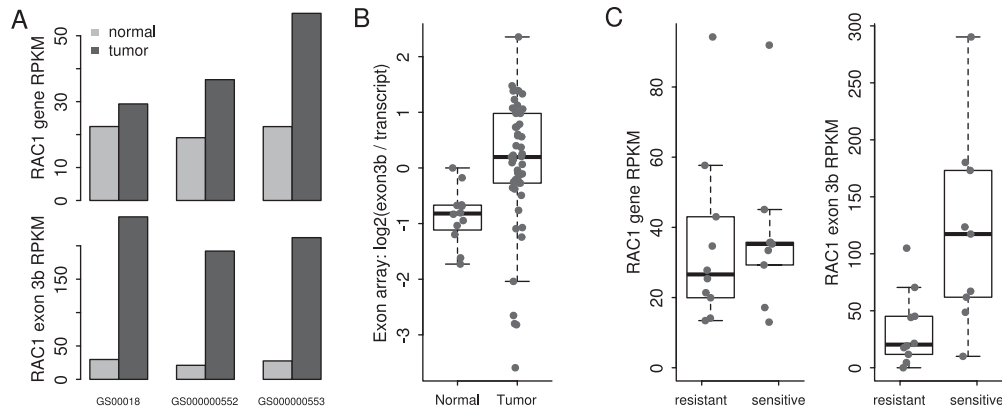 A
normal
tumor
RAC1 gene RPKM
0 10 30 50
RAC1 exon 3b RPKM
0 50 150
GS00018 GS000000552 GS000000553
B
Exon array: log2(exon3b / transcript)
2
1
0
-1
-2
-3
Normal Tumor
C
RAC1 gene RPKM
80
60
40
20
0
resistant sensitive
RAC1 exon 3b RPKM
300
250
200
150
100
50
0
resistant sensitive